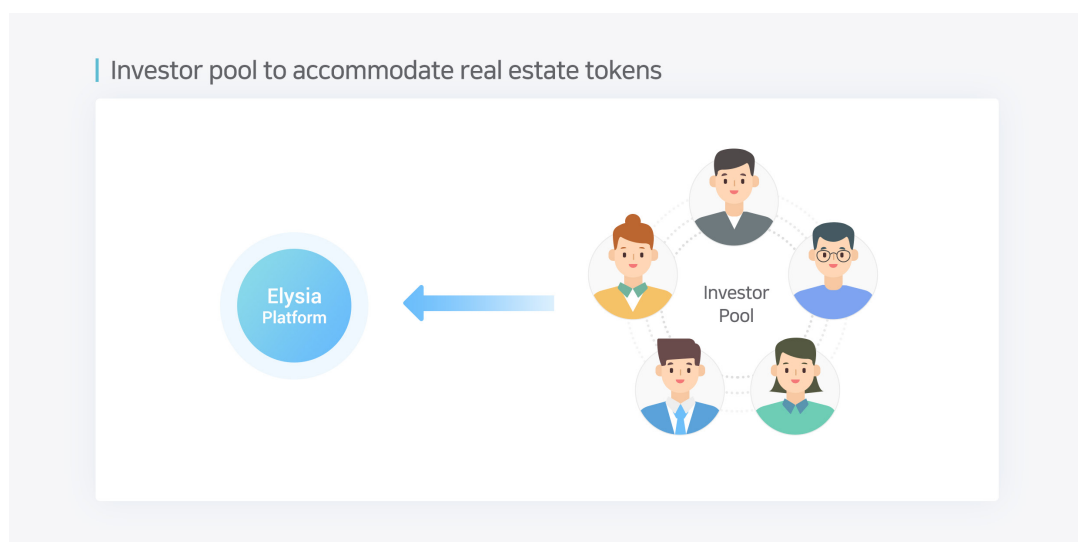 Investor pool to accommodate real estate tokens
Elysia
Platform
Investor
Pool